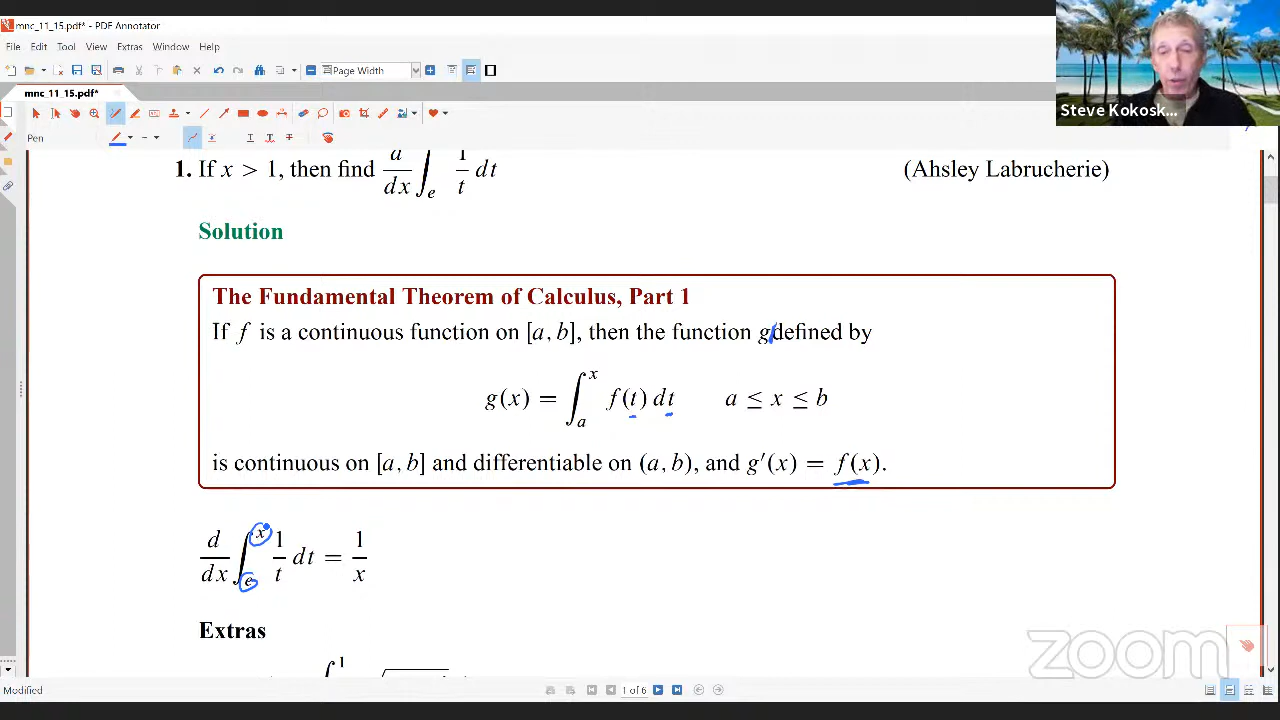 mnc_11_15.pdf* - PDF Annotator
File Edit Tool View Extras Window Help
Page Width
mnc_11_15.pdf*
Pen
Steve Kokosk...
1. If x > 1, then find d/dx ∫_e 1/t dt (Ahsley Labrucherie)
Solution
The Fundamental Theorem of Calculus, Part 1
If f is a continuous function on [a, b], then the function g defined by
g(x) = ∫_a^x f(t) dt a ≤ x ≤ b
is continuous on [a, b] and differentiable on (a, b), and g′(x) = f(x).
d/dx ∫_e^x 1/t dt = 1/x
Extras
∫^1 √
zoom
Modified
1 of 6